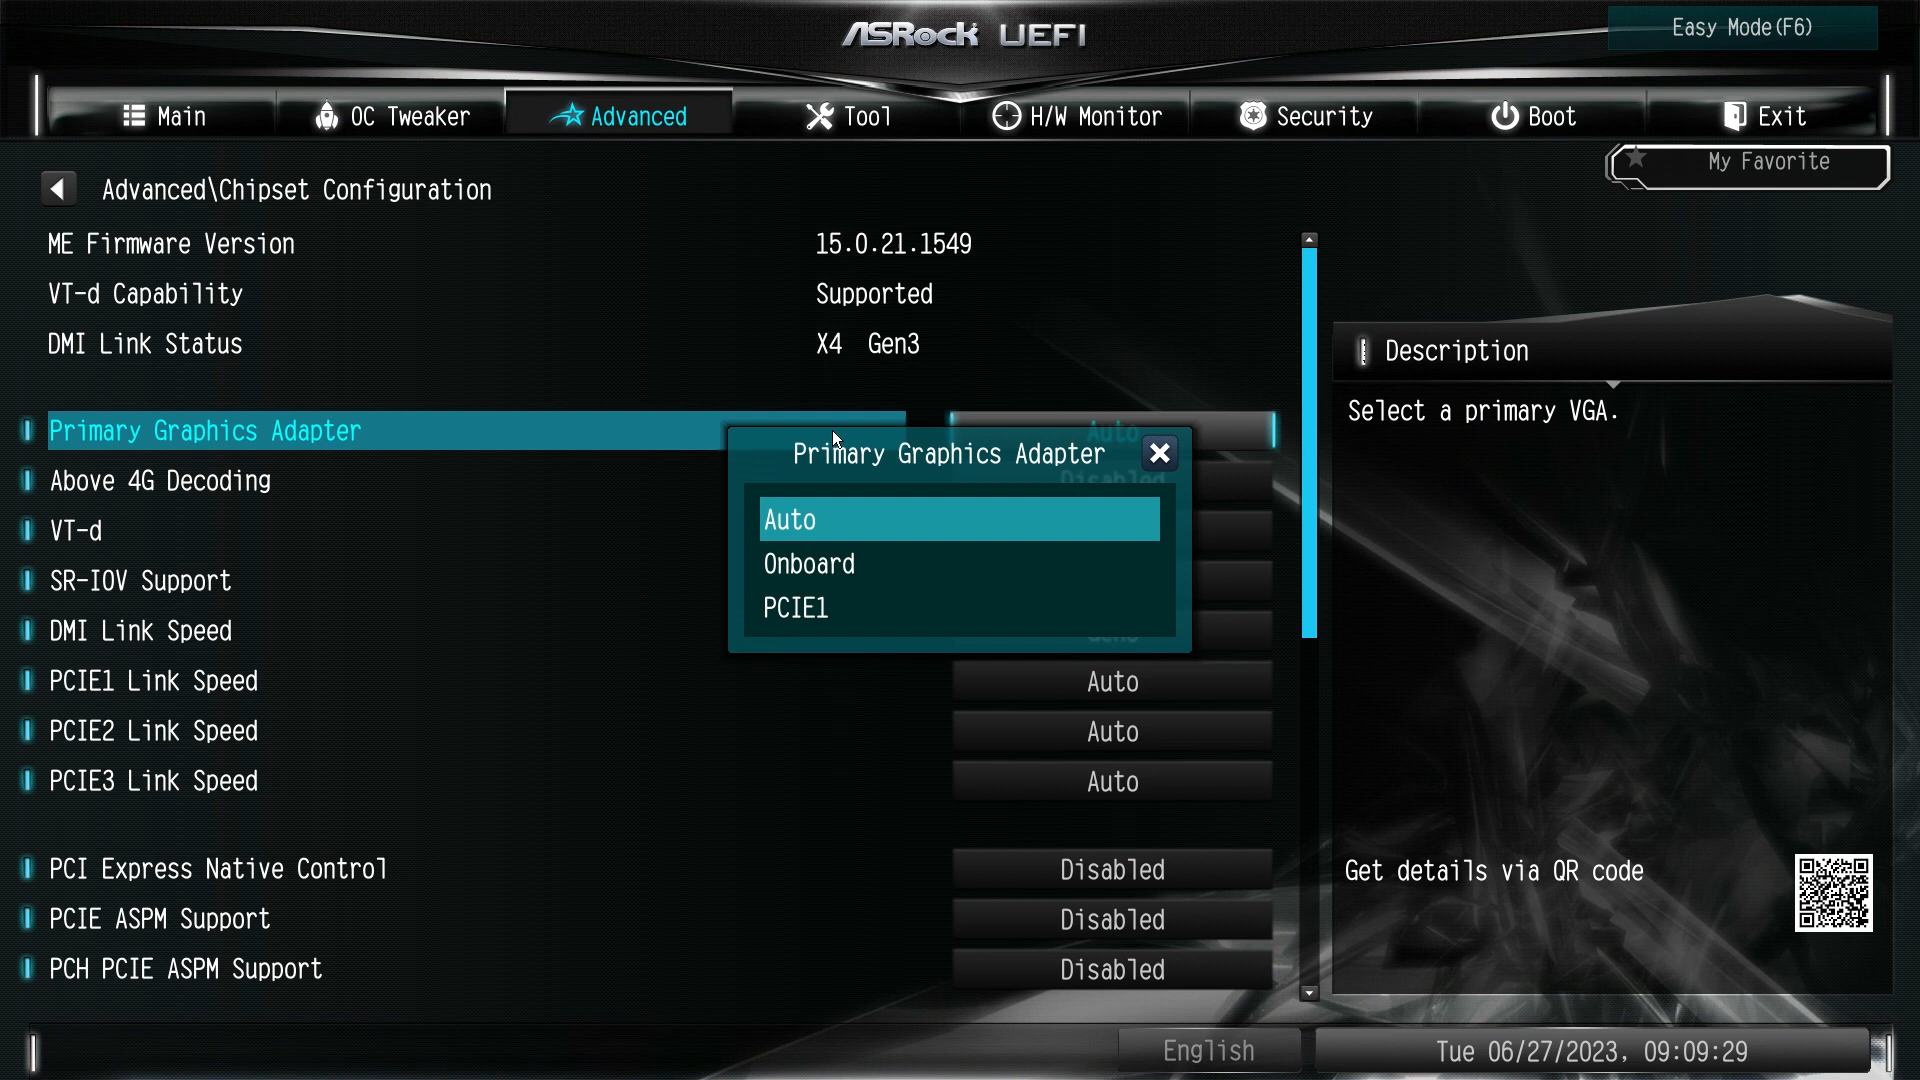 ASRock UEFI
Easy Mode(F6)
Main
OC Tweaker
Advanced
Tool
H/W Monitor
Security
Boot
Exit
My Favorite
Advanced\Chipset Configuration
ME Firmware Version 15.0.21.1549
VT-d Capability Supported
DMI Link Status X4 Gen3
Description
Select a primary VGA.
Primary Graphics Adapter Auto
Above 4G Decoding Disabled
VT-d
SR-IOV Support
DMI Link Speed
PCIE1 Link Speed Auto
PCIE2 Link Speed Auto
PCIE3 Link Speed Auto
PCI Express Native Control Disabled
PCIE ASPM Support Disabled
PCH PCIE ASPM Support Disabled
Primary Graphics Adapter
Auto
Onboard
PCIE1
Get details via QR code
English
Tue 06/27/2023, 09:09:29